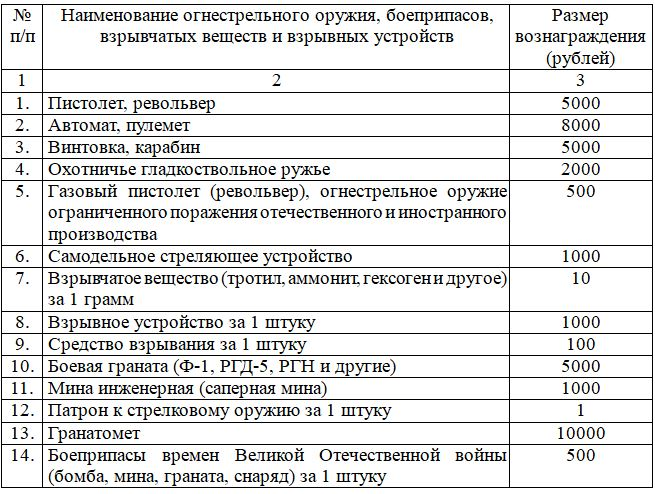 № Наименование огнестрельного оружия, боеприпасов, Размер
п/п взрывчатых веществ и взрывных устройств вознаграждения
(рублей)
1 2 3
1. Пистолет, револьвер 5000
2. Автомат, пулемет 8000
3. Винтовка, карабин 5000
4. Охотничье гладкоствольное ружье 2000
5. Газовый пистолет (револьвер), огнестрельное оружие 500
ограниченного поражения отечественного и иностранного
производства
6. Самодельное стреляющее устройство 1000
7. Взрывчатое вещество (тротил, аммонит, гексоген и другое) 10
за 1 грамм
8. Взрывное устройство за 1 штуку 1000
9. Средство взрывания за 1 штуку 100
10. Боевая граната (Ф-1, РГД-5, РГН и другие) 5000
11. Мина инженерная (саперная мина) 1000
12. Патрон к стрелковому оружию за 1 штуку 1
13. Гранатомет 10000
14. Боеприпасы времен Великой Отечественной войны 500
(бомба, мина, граната, снаряд) за 1 штуку